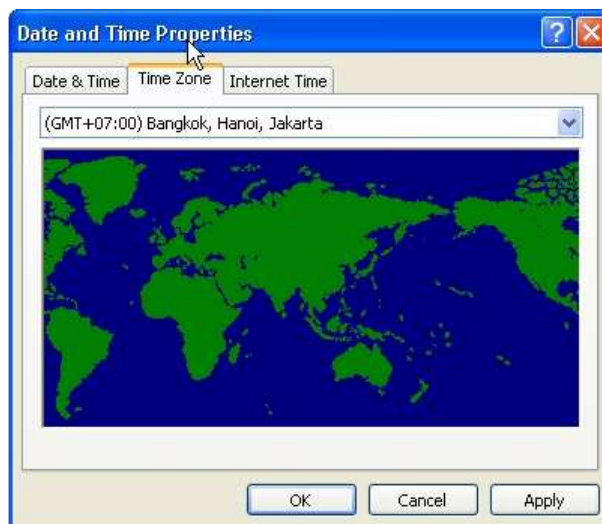 Date and Time Properties
Date & Time Time Zone Internet Time
(GMT+07:00) Bangkok, Hanoi, Jakarta
OK Cancel Apply